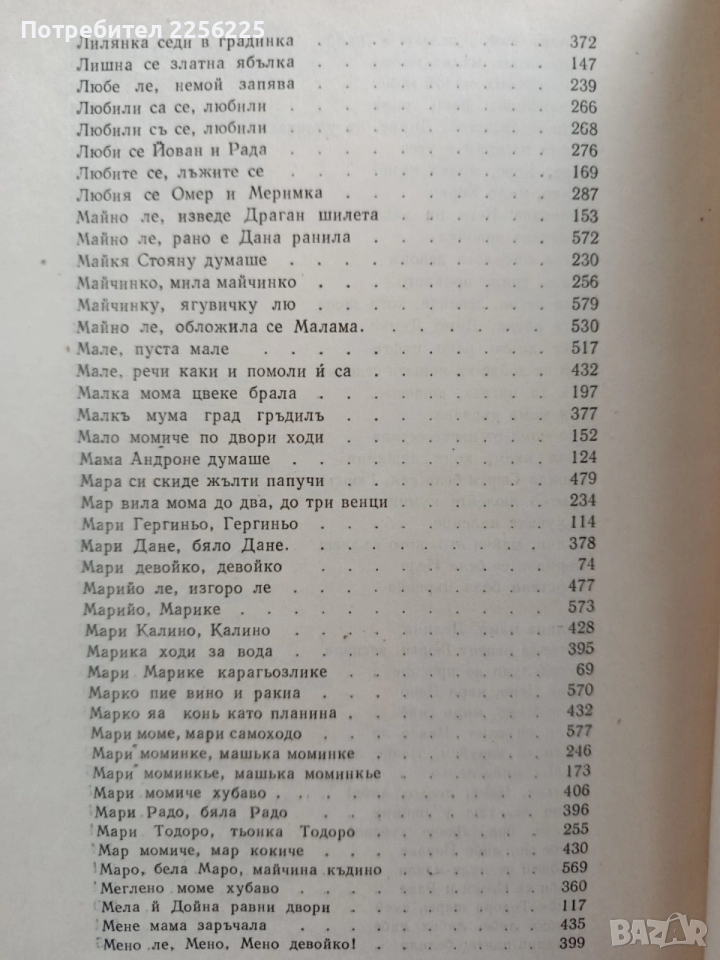 Потребител 2256225
Лилянка седи в градинка . . . . . . . . . . 372
Лишна се златна ябълка . . . . . . . . . . 147
Любе ле, немой запява . . . . . . . . . . 239
Любили са се, любили . . . . . . . . . . 266
Любили съ се, любили . . . . . . . . . . 268
Люби се Йован и Рада . . . . . . . . . . 276
Любите се, лъжите се . . . . . . . . . . 169
Любия се Омер и Меримка . . . . . . . . . 287
Майно ле, изведе Драган шилета . . . . . . . 153
Майно ле, рано е Дана ранила . . . . . . . . 572
Майкя Стояну думаше . . . . . . . . . . 230
Майчинко, мила майчинко . . . . . . . . . 256
Майчинку, ягувичку лю . . . . . . . . . . 579
Майно ле, обложила се Малама. . . . . . . . 530
Мале, пуста мале . . . . . . . . . . . 517
Мале, речи каки и помоли ѝ са . . . . . . . . 432
Малка мома цвеке брала . . . . . . . . . 197
Малкъ мума град гръдилъ . . . . . . . . . 377
Мало момиче по двори ходи . . . . . . . . 152
Мама Андроне думаше . . . . . . . . . . 124
Мара си скиде жълти папучи . . . . . . . . 479
Мар вила мома до два, до три венци . . . . . . 234
Мари Гергиньо, Гергиньо . . . . . . . . . 114
Мари Дане, бяло Дане. . . . . . . . . . 378
Мари девойко, девойко . . . . . . . . . . 74
Марийо ле, изгоро ле . . . . . . . . . . 477
Марийо, Марике . . . . . . . . . . . . 573
Мари Калино, Калино . . . . . . . . . . 428
Марика ходи за вода . . . . . . . . . . 395
Мари Марике карагьозлике . . . . . . . . 69
Марко пие вино и ракиа . . . . . . . . . 570
Марко яа конь като планина . . . . . . . . 432
Мари моме, мари самоходо . . . . . . . . 577
Мари моминке, машька моминке . . . . . . . 246
Мари моминкье, машька моминкье . . . . . . 173
Мари момиче хубаво . . . . . . . . . . 406
Мари Радо, бяла Радо . . . . . . . . . . 396
Мари Тодоро, тьонка Тодоро . . . . . . . . 255
Мар момиче, мар кокиче . . . . . . . . . 430
Маро, бела Маро, майчина къдино . . . . . . 569
Меглено моме хубаво . . . . . . . . . . 360
Мела ѝ Дойна равни двори . . . . . . . . 117
Мене мама заръчала . . . . . . . . . . 435
Мено ле, Мено, Мено девойко! . . . . . . . 399
BAZAR